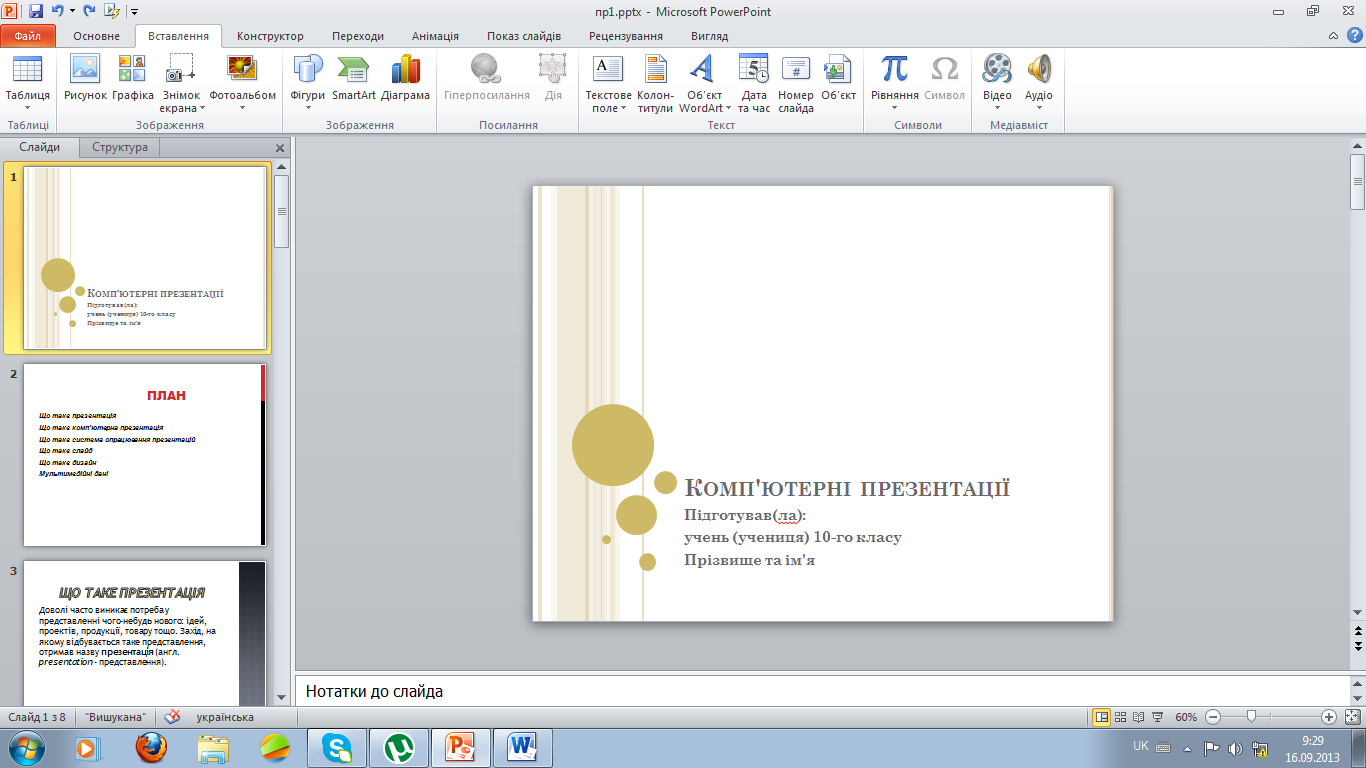 пр1.pptx - Microsoft PowerPoint
Файл Основне Вставлення Конструктор Переходи Анімація Показ слайдів Рецензування Вигляд
Таблиця Рисунок Графіка Знімок екрана Фотоальбом Фігури SmartArt Діаграма Гіперпосилання Дія Текстове поле Колон-титули Об'єкт WordArt Дата та час Номер слайда Об'єкт Рівняння Символ Відео Аудіо
Таблиці Зображення Зображення Посилання Текст Символи Медіавміст
Слайди Структура
1
Комп'ютерні презентації
Підготував(ла):
учень (учениця) 10-го класу
Прізвище та ім'я
2
ПЛАН
Що таке презентація
Що таке комп'ютерна презентація
Що таке система опрацювання презентацій
Що таке слайд
Що таке дизайн
Мультимедійні дані
3
ЩО ТАКЕ ПРЕЗЕНТАЦІЯ
Доволі часто виникає потреба у
представленні чого-небудь нового: ідей,
проектів, продукції, товару тощо. Захід, на
якому відбувається таке представлення,
отримав назву презентація (англ.
presentation - представлення).
Комп'ютерні презентації
Підготував(ла):
учень (учениця) 10-го класу
Прізвище та ім'я
Нотатки до слайда
Слайд 1 з 8 "Вишукана" українська 60%
UK 9:29
16.09.2013